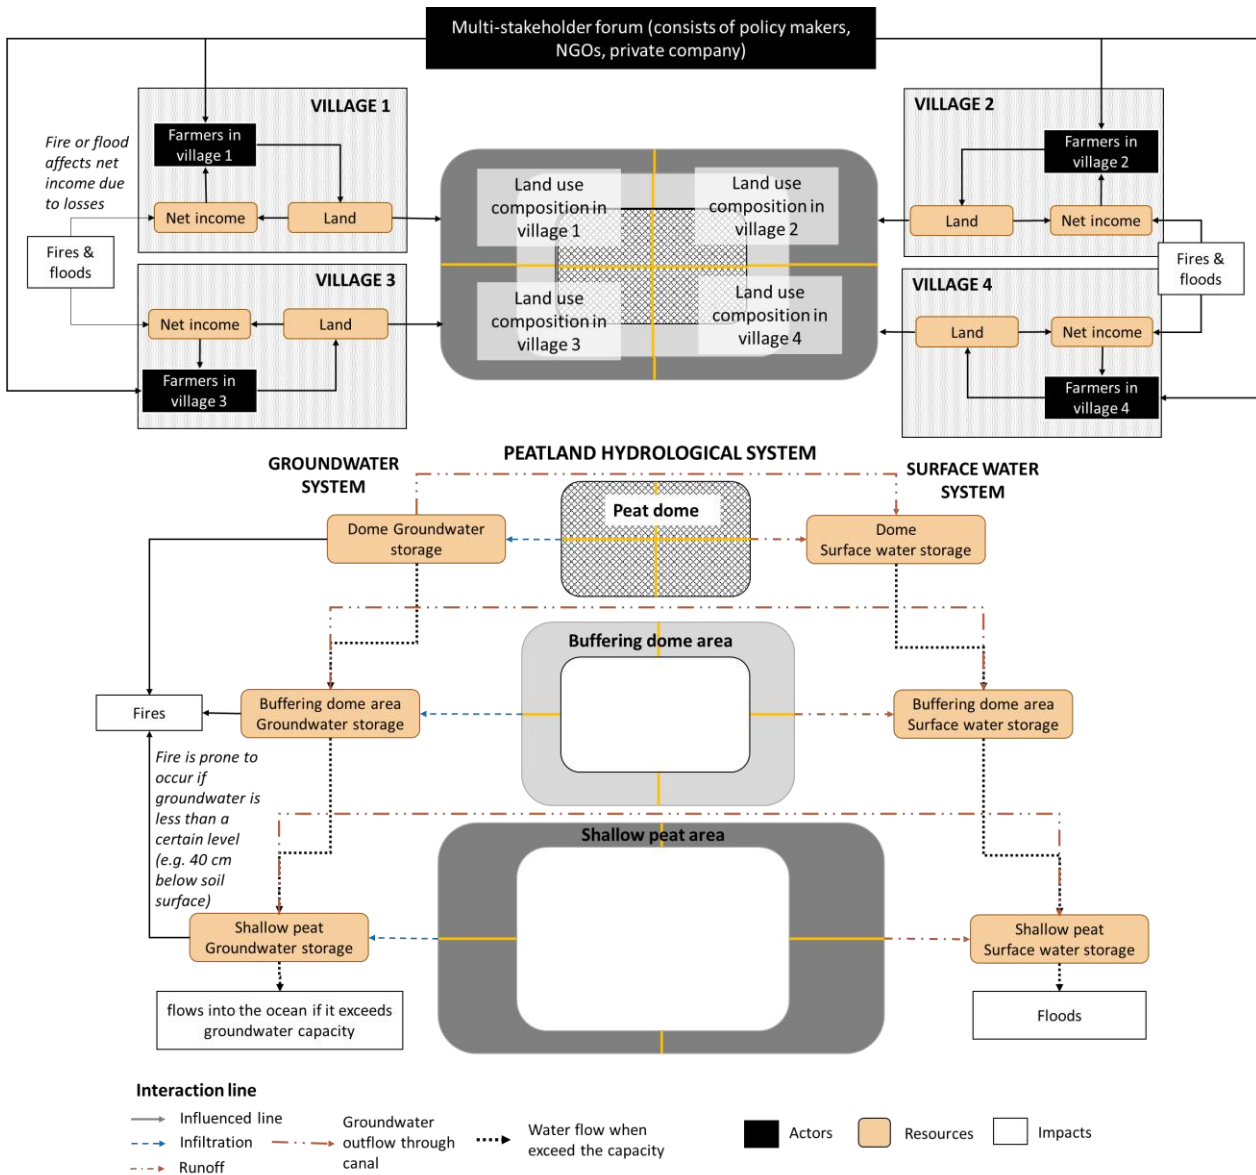 Multi-stakeholder forum (consists of policy makers,
NGOs, private company)
VILLAGE 1
Farmers in
village 1
Net income
Land
Fire or flood
affects net
income due
to losses
Fires &
floods
VILLAGE 3
Net income
Land
Farmers in
village 3
Land use
composition in
village 1
Land use
composition in
village 2
Land use
composition in
village 3
Land use
composition in
village 4
VILLAGE 2
Farmers in
village 2
Land
Net income
Fires &
floods
VILLAGE 4
Land
Net income
Farmers in
village 4
PEATLAND HYDROLOGICAL SYSTEM
GROUNDWATER
SYSTEM
SURFACE WATER
SYSTEM
Dome Groundwater
storage
Peat dome
Dome
Surface water storage
Buffering dome area
Fires
Buffering dome area
Groundwater storage
Buffering dome area
Surface water storage
Fire is prone to
occur if
groundwater is
less than a
certain level
(e.g. 40 cm
below soil
surface)
Shallow peat area
Shallow peat
Groundwater storage
Shallow peat
Surface water storage
flows into the ocean if it exceeds
groundwater capacity
Floods
Interaction line
Influenced line
Infiltration
Runoff
Groundwater
outflow through
canal
Water flow when
exceed the capacity
Actors
Resources
Impacts